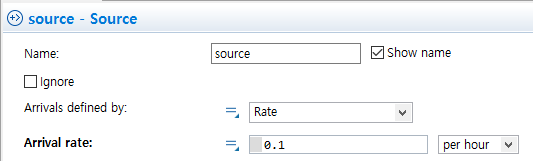 source - Source
Name: source Show name
Ignore
Arrivals defined by: Rate
Arrival rate: 0.1 per hour